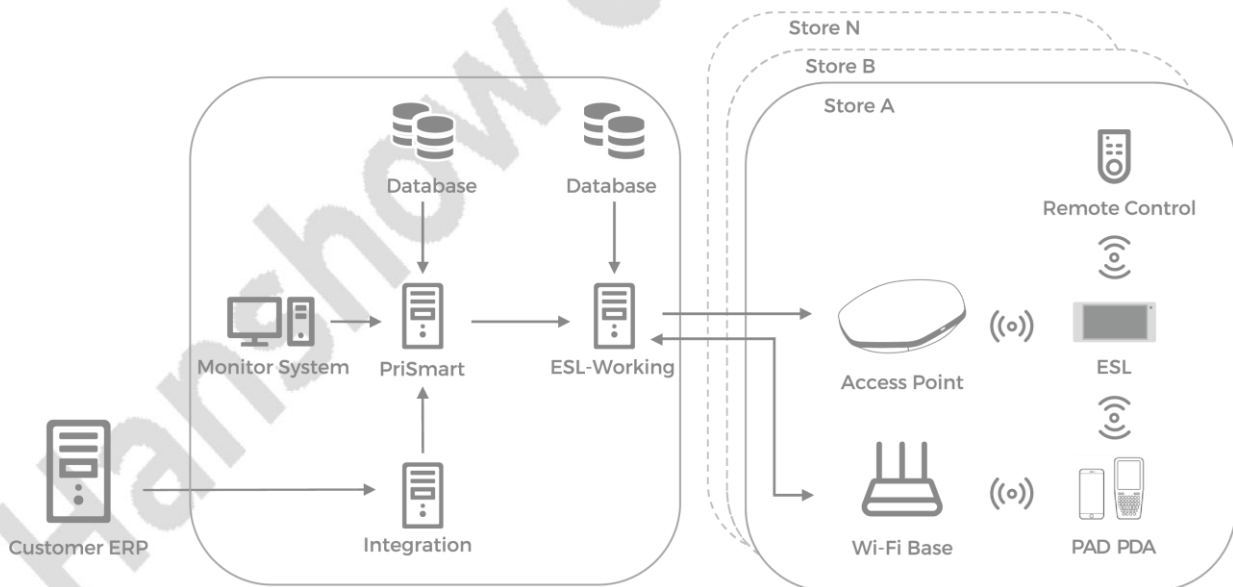 Store N
Store B
Store A
Database
Database
Remote Control
Monitor System
PriSmart
ESL-Working
Access Point
ESL
Customer ERP
Integration
Wi-Fi Base
PAD PDA
Hanshow